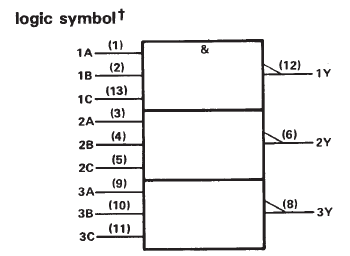 logic symbol†
&
1A (1)
1B (2)
1C (13)
(12) 1Y
2A (3)
2B (4)
2C (5)
(6) 2Y
3A (9)
3B (10)
3C (11)
(8) 3Y